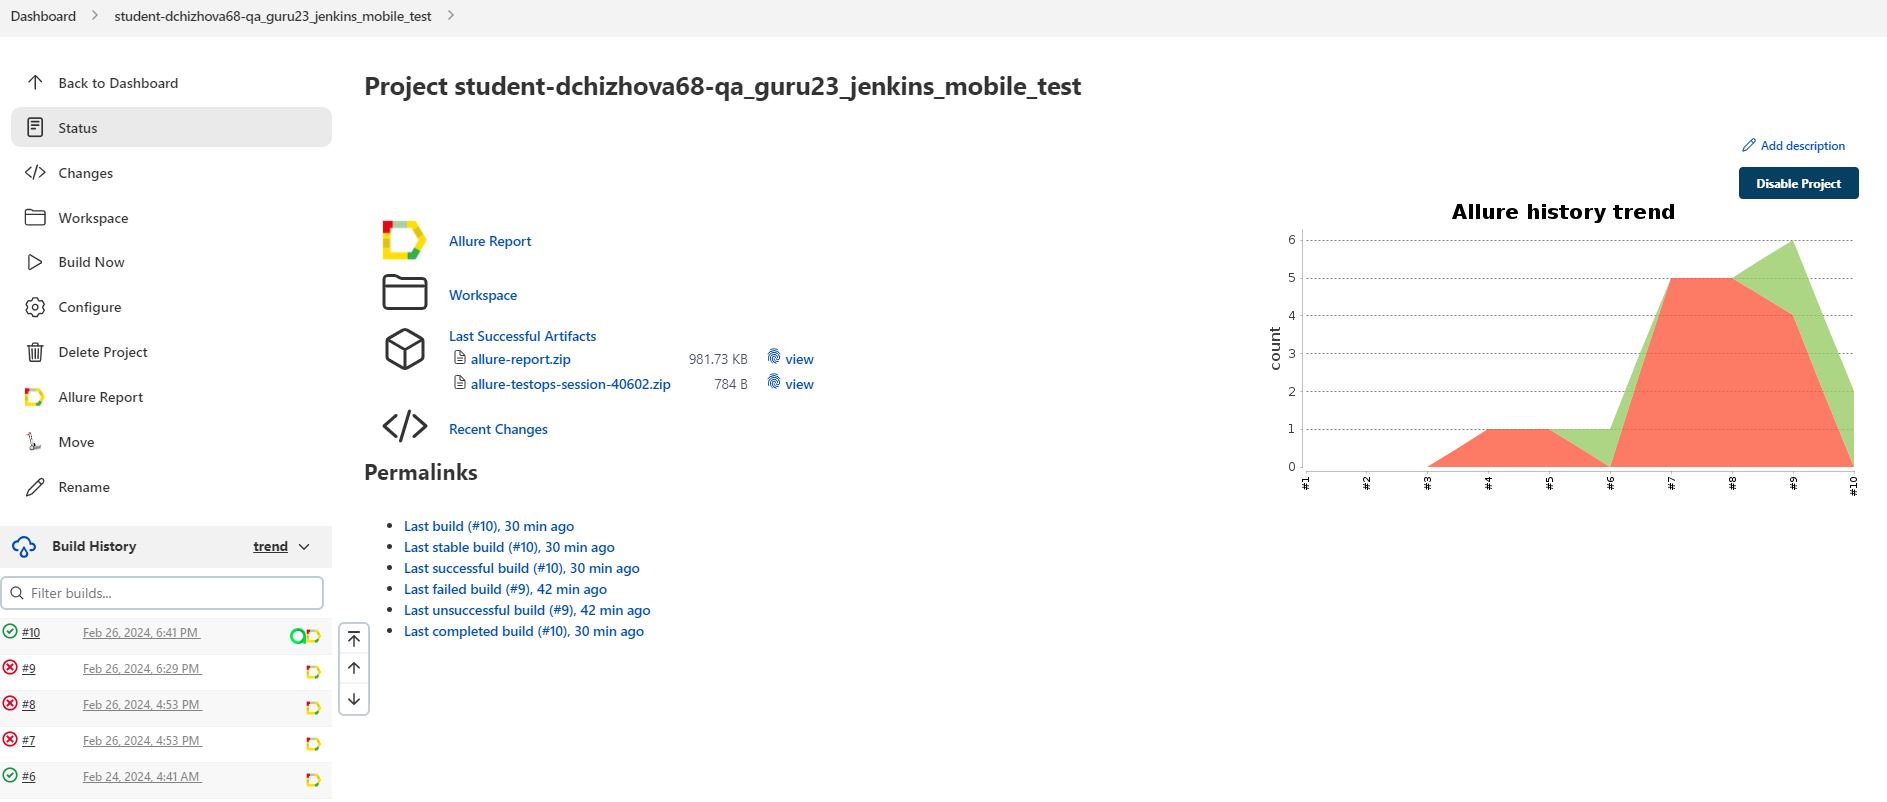 Dashboard > student-dchizhova68-qa_guru23_jenkins_mobile_test >
Back to Dashboard
Status
Changes
Workspace
Build Now
Configure
Delete Project
Allure Report
Move
Rename
Build History trend
Filter builds...
#10 Feb 26, 2024, 6:41 PM
#9 Feb 26, 2024, 6:29 PM
#8 Feb 26, 2024, 4:53 PM
#7 Feb 26, 2024, 4:53 PM
#6 Feb 24, 2024, 4:41 AM
Project student-dchizhova68-qa_guru23_jenkins_mobile_test
Add description
Disable Project
Allure Report
Workspace
Last Successful Artifacts
allure-report.zip 981.73 KB view
allure-testops-session-40602.zip 784 B view
Recent Changes
Permalinks
Last build (#10), 30 min ago
Last stable build (#10), 30 min ago
Last successful build (#10), 30 min ago
Last failed build (#9), 42 min ago
Last unsuccessful build (#9), 42 min ago
Last completed build (#10), 30 min ago
Allure history trend
count
6
5
4
3
2
1
0
#1 #2 #3 #4 #5 #6 #7 #8 #9 #10